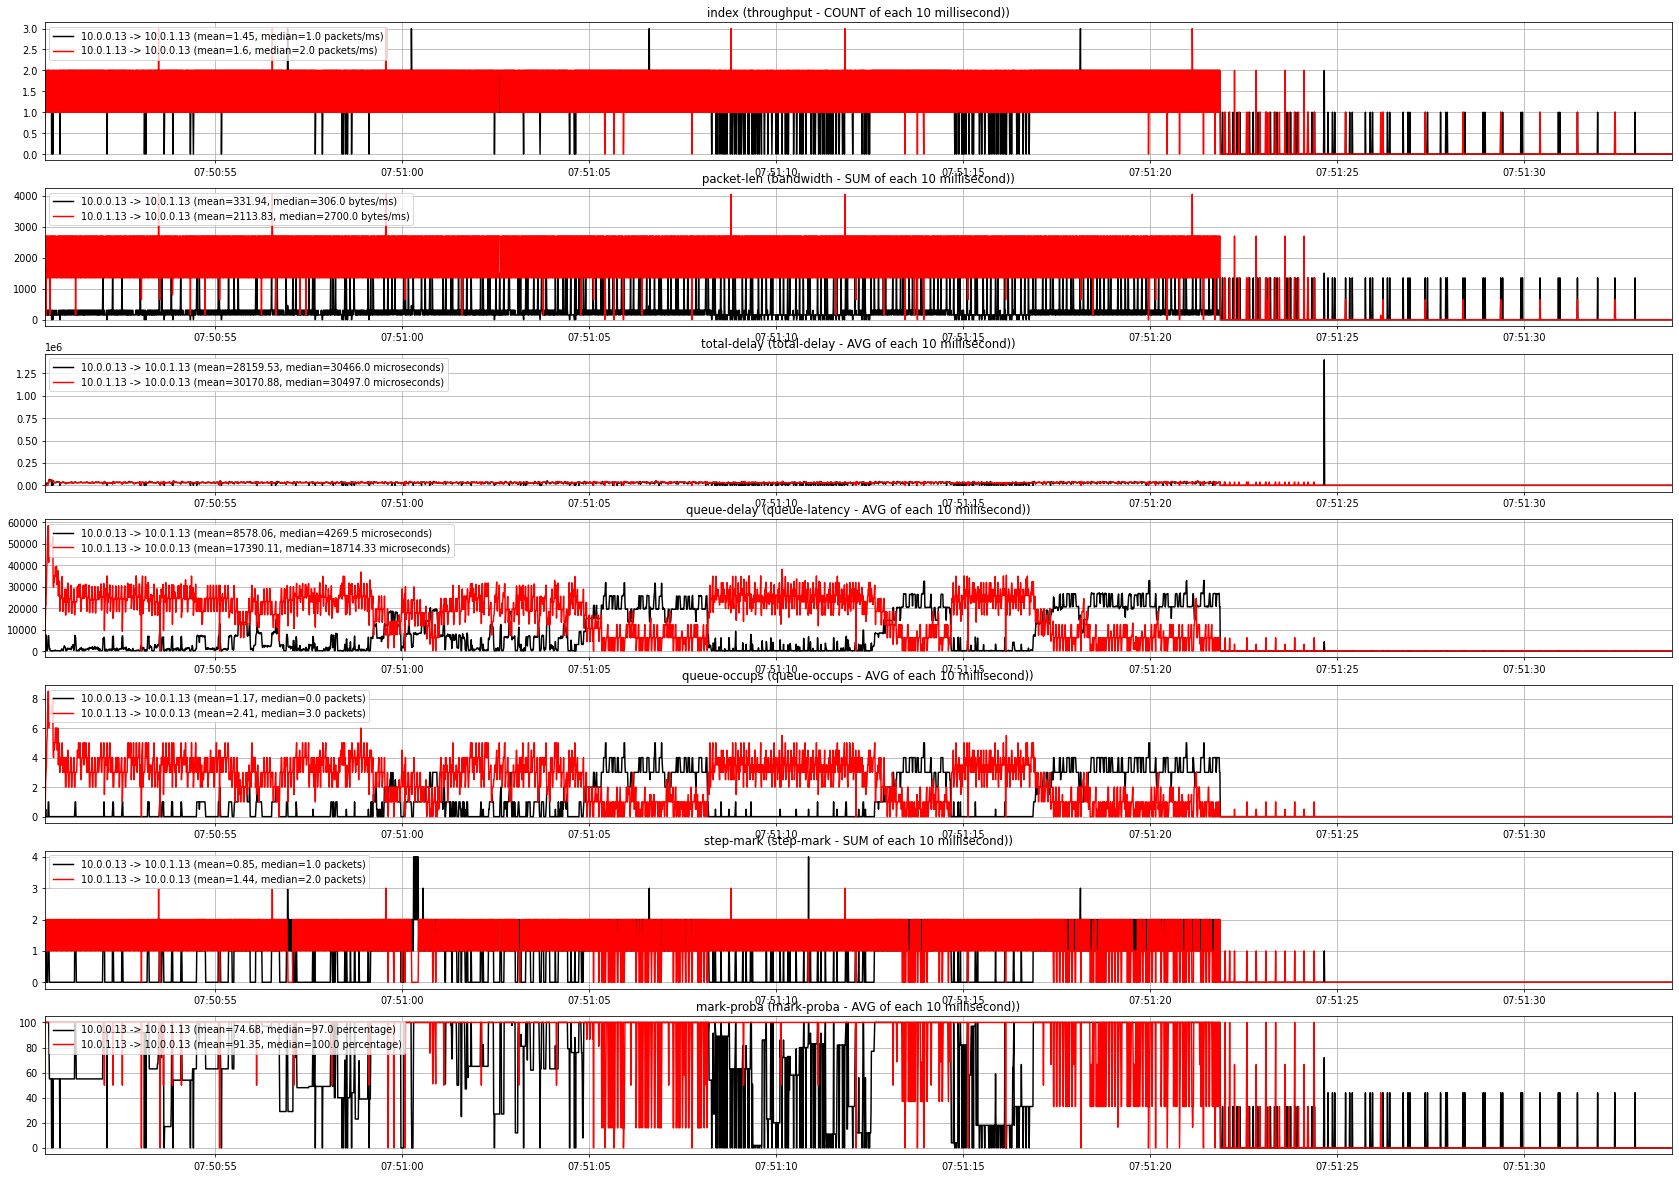 index (throughput - COUNT of each 10 millisecond))
3.0
2.5
2.0
1.5
1.0
0.5
0.0
10.0.0.13 -> 10.0.1.13 (mean=1.45, median=1.0 packets/ms)
10.0.1.13 -> 10.0.0.13 (mean=1.6, median=2.0 packets/ms)
07:50:55 07:51:00 07:51:05 07:51:10 07:51:15 07:51:20 07:51:25 07:51:30
packet-len (bandwidth - SUM of each 10 millisecond))
4000
3000
2000
1000
0
10.0.0.13 -> 10.0.1.13 (mean=331.94, median=306.0 bytes/ms)
10.0.1.13 -> 10.0.0.13 (mean=2113.83, median=2700.0 bytes/ms)
07:50:55 07:51:00 07:51:05 07:51:10 07:51:15 07:51:20 07:51:25 07:51:30
total-delay (total-delay - AVG of each 10 millisecond))
1e6
1.25
1.00
0.75
0.50
0.25
0.00
10.0.0.13 -> 10.0.1.13 (mean=28159.53, median=30466.0 microseconds)
10.0.1.13 -> 10.0.0.13 (mean=30170.88, median=30497.0 microseconds)
07:50:55 07:51:00 07:51:05 07:51:10 07:51:15 07:51:20 07:51:25 07:51:30
queue-delay (queue-latency - AVG of each 10 millisecond))
60000
50000
40000
30000
20000
10000
0
10.0.0.13 -> 10.0.1.13 (mean=8578.06, median=4269.5 microseconds)
10.0.1.13 -> 10.0.0.13 (mean=17390.11, median=18714.33 microseconds)
07:50:55 07:51:00 07:51:05 07:51:10 07:51:15 07:51:20 07:51:25 07:51:30
queue-occups (queue-occups - AVG of each 10 millisecond))
8
6
4
2
0
10.0.0.13 -> 10.0.1.13 (mean=1.17, median=0.0 packets)
10.0.1.13 -> 10.0.0.13 (mean=2.41, median=3.0 packets)
07:50:55 07:51:00 07:51:05 07:51:10 07:51:15 07:51:20 07:51:25 07:51:30
step-mark (step-mark - SUM of each 10 millisecond))
4
3
2
1
0
10.0.0.13 -> 10.0.1.13 (mean=0.85, median=1.0 packets)
10.0.1.13 -> 10.0.0.13 (mean=1.44, median=2.0 packets)
07:50:55 07:51:00 07:51:05 07:51:10 07:51:15 07:51:20 07:51:25 07:51:30
mark-proba (mark-proba - AVG of each 10 millisecond))
100
80
60
40
20
0
10.0.0.13 -> 10.0.1.13 (mean=74.68, median=97.0 percentage)
10.0.1.13 -> 10.0.0.13 (mean=91.35, median=100.0 percentage)
07:50:55 07:51:00 07:51:05 07:51:10 07:51:15 07:51:20 07:51:25 07:51:30